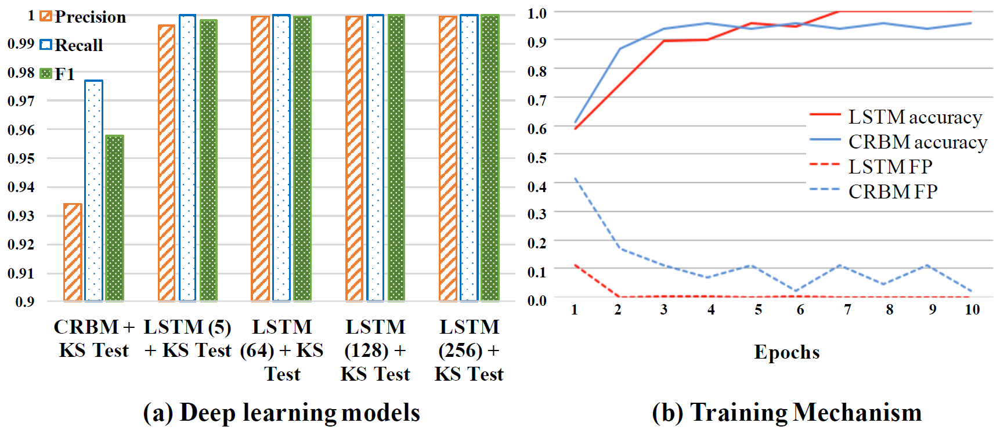 Precision
Recall
F1
1
0.99
0.98
0.97
0.96
0.95
0.94
0.93
0.92
0.91
0.9
CRBM +
KS Test
LSTM (5)
+ KS Test
LSTM
(64) + KS
Test
LSTM
(128) +
KS Test
LSTM
(256) +
KS Test
(a) Deep learning models
1.0
0.9
0.8
0.7
0.6
0.5
0.4
0.3
0.2
0.1
0.0
LSTM accuracy
CRBM accuracy
LSTM FP
CRBM FP
1 2 3 4 5 6 7 8 9 10
Epochs
(b) Training Mechanism